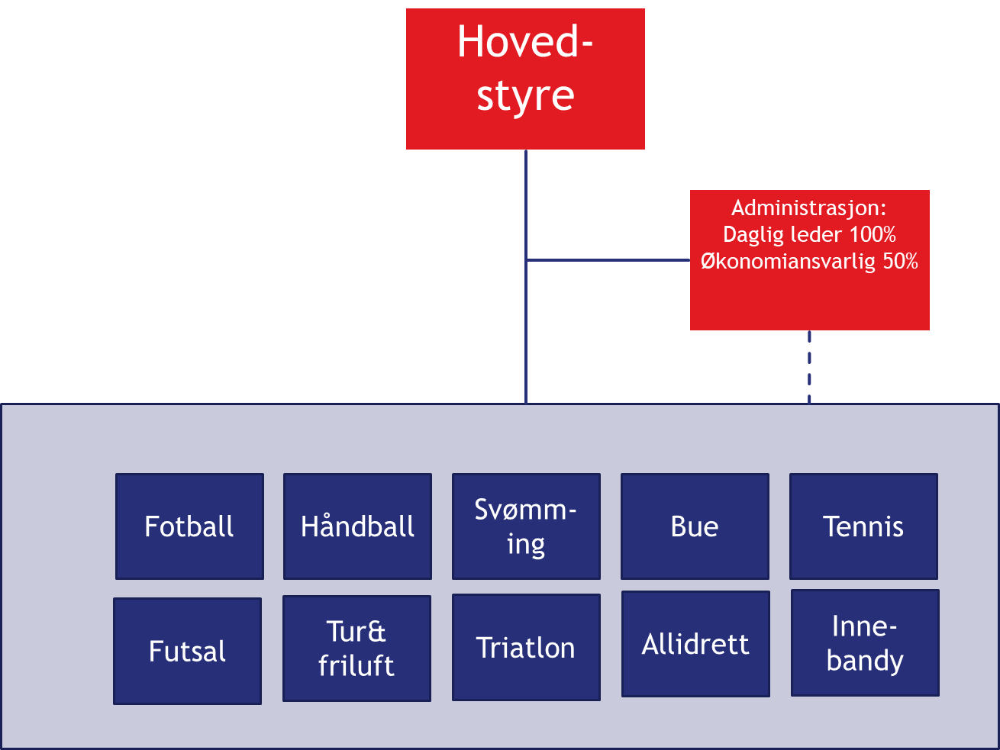 Hoved-
styre
Administrasjon:
Daglig leder 100%
Økonomiansvarlig 50%
Fotball
Håndball
Svømm-
ing
Bue
Tennis
Futsal
Tur&
friluft
Triatlon
Allidrett
Inne-
bandy